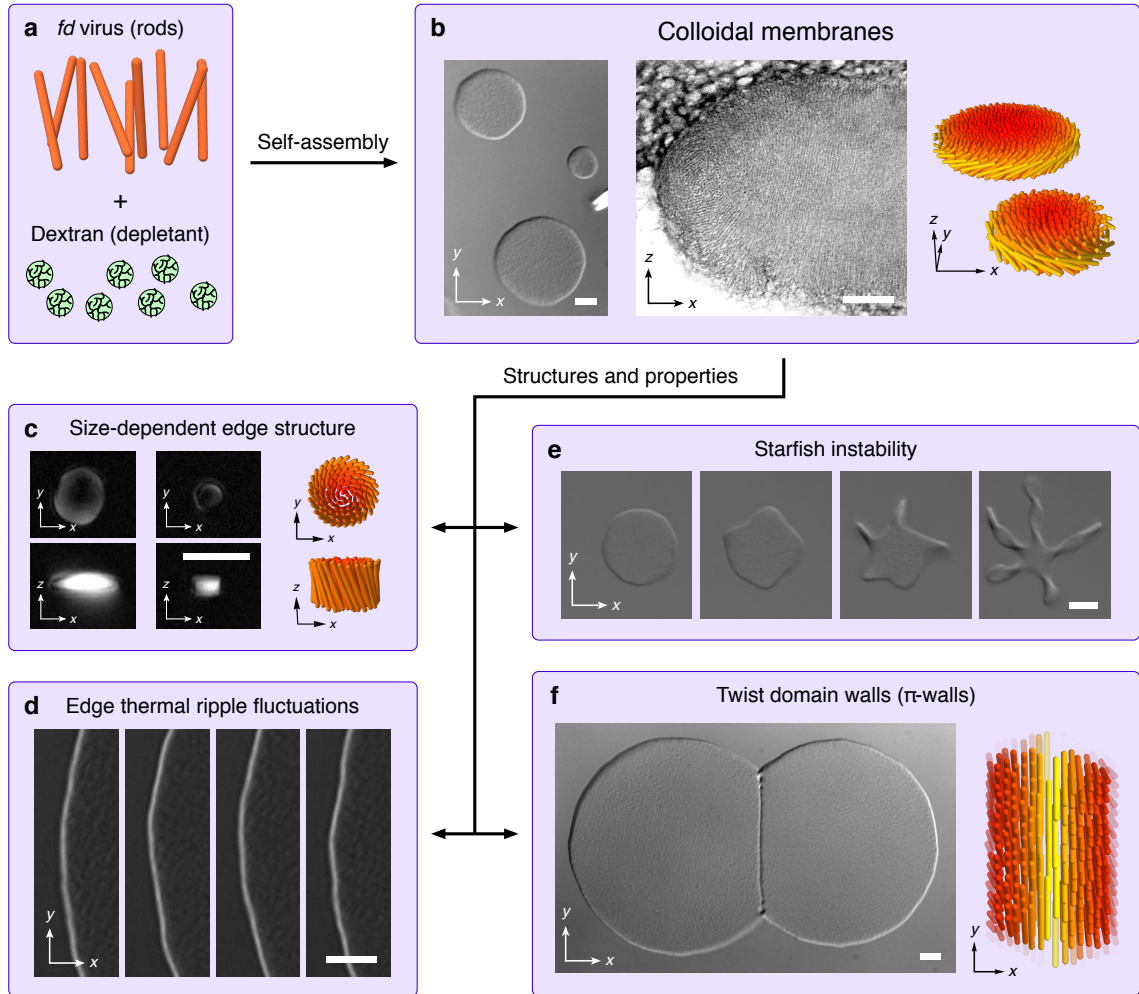 a
fd virus (rods)
+
Dextran (depletant)
Self-assembly
b
Colloidal membranes
y
x
z
x
z
y
x
Structures and properties
c
Size-dependent edge structure
y
x
y
x
y
x
z
x
z
x
z
x
d
Edge thermal ripple fluctuations
y
x
e
Starfish instability
y
x
f
Twist domain walls (π-walls)
y
x
y
x